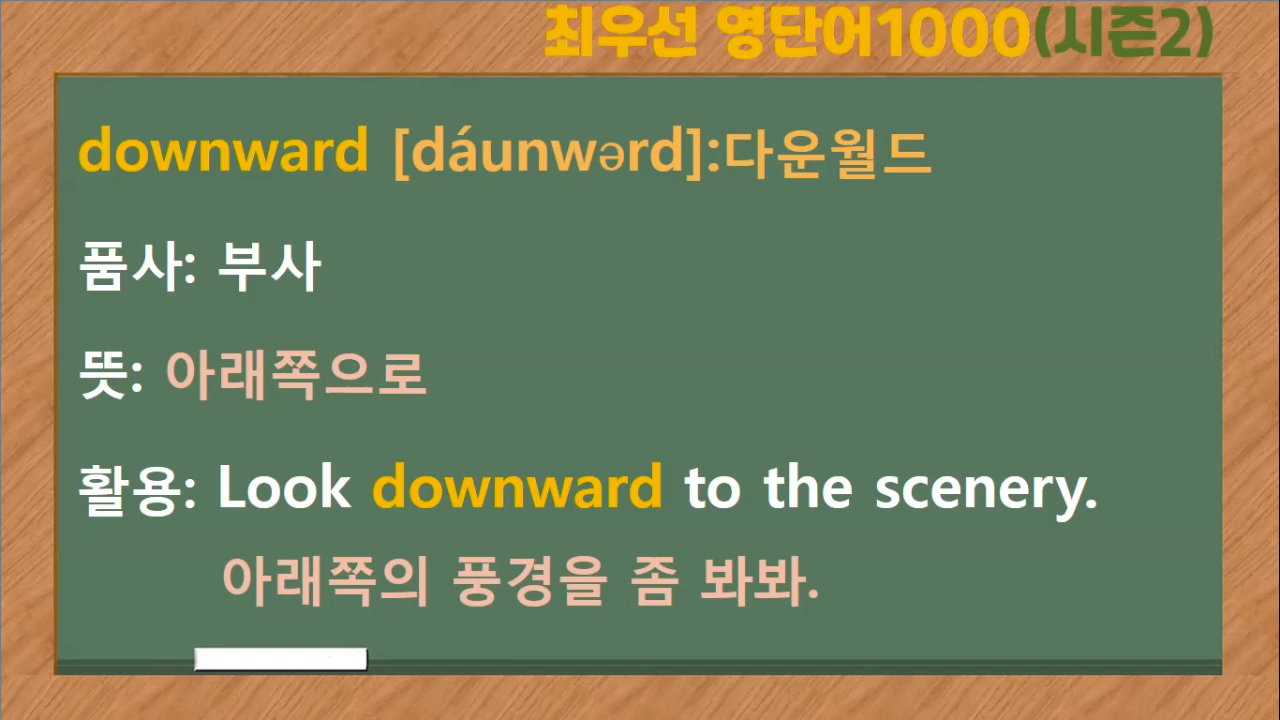 최우선 영단어1000(시즌2)
downward [dáunwərd]:다운월드
품사: 부사
뜻: 아래쪽으로
활용: Look downward to the scenery.
아래쪽의 풍경을 좀 봐봐.